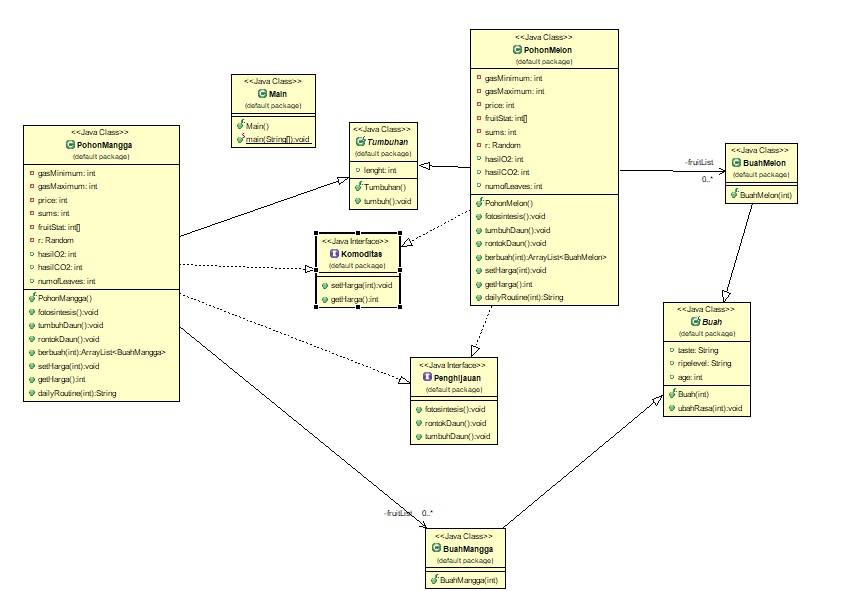 <<Java Class>>
PohonMelon
(default package)
gasMinimum: int
gasMaximum: int
price: int
fruitStat: int[]
sums: int
r: Random
hasilO2: int
hasilCO2: int
numofLeaves: int
PohonMelon()
fotosintesis():void
tumbuhDaun():void
rontokDaun():void
berbuah(int):ArrayList<BuahMelon>
setHarga(int):void
getHarga():int
dailyRoutine(int):String
<<Java Class>>
Main
(default package)
Main()
main(String[]):void
<<Java Class>>
PohonMangga
(default package)
gasMinimum: int
gasMaximum: int
price: int
sums: int
fruitStat: int[]
r: Random
hasilO2: int
hasilCO2: int
numofLeaves: int
PohonMangga()
fotosintesis():void
tumbuhDaun():void
rontokDaun():void
berbuah(int):ArrayList<BuahMangga>
setHarga(int):void
getHarga():int
dailyRoutine(int):String
<<Java Class>>
Tumbuhan
(default package)
lenght: int
Tumbuhan()
tumbuh():void
-fruitList
0..*
<<Java Class>>
BuahMelon
(default package)
BuahMelon(int)
<<Java Interface>>
Komoditas
(default package)
setHarga(int):void
getHarga():int
<<Java Class>>
Buah
(default package)
taste: String
ripelevel: String
age: int
Buah(int)
ubahRasa(int):void
<<Java Interface>>
Penghijauan
(default package)
fotosintesis():void
rontokDaun():void
tumbuhDaun():void
-fruitList 0..*
<<Java Class>>
BuahMangga
(default package)
BuahMangga(int)